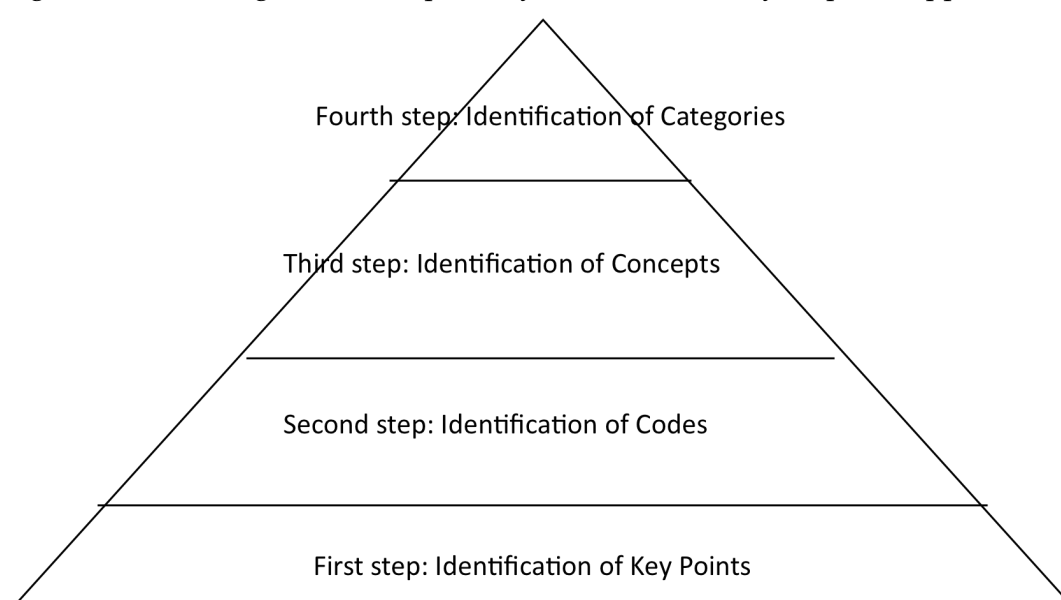 Fourth step: Identification of Categories
Third step: Identification of Concepts
Second step: Identification of Codes
First step: Identification of Key Points